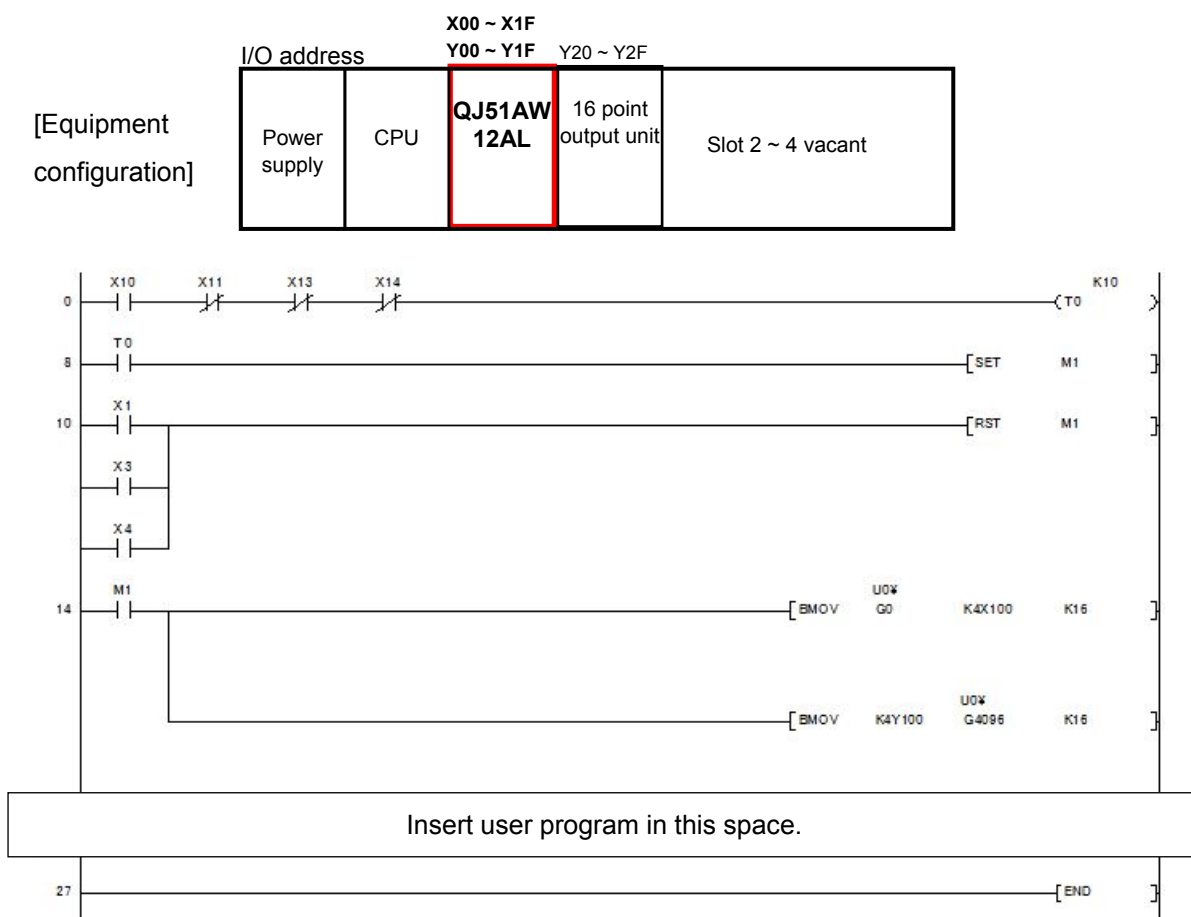 X00 ~ X1F
I/O address Y00 ~ Y1F Y20 ~ Y2F
[Equipment
configuration]
Power
supply
CPU
QJ51AW
12AL
16 point
output unit
Slot 2 ~ 4 vacant
X10 X11 X13 X14 K10
0 T0
T0
8 SET M1
X1
10 RST M1
X3
X4
M1 U0¥
14 BMOV G0 K4X100 K16
U0¥
BMOV K4Y100 G4096 K16
Insert user program in this space.
27 END